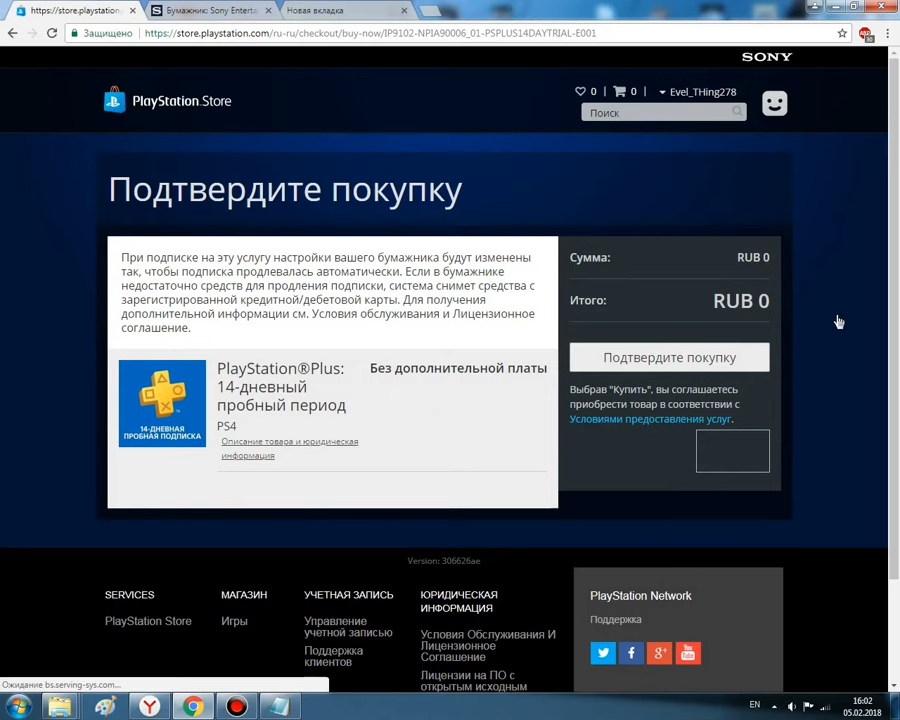 https://store.playstation.
Бумажник: Sony Enterta
Новая вкладка
Защищено
https://store.playstation.com/ru-ru/checkout/buy-now/IP9102-NPIA90006_01-PSPLUS14DAYTRIAL-E001
SONY
PlayStation.Store
0 | 0 | Evel_THing278
Поиск
Подтвердите покупку
При подписке на эту услугу настройки вашего бумажника будут изменены
так, чтобы подписка продлевалась автоматически. Если в бумажнике
недостаточно средств для продления подписки, система снимет средства с
зарегистрированной кредитной/дебетовой карты. Для получения
дополнительной информации см. Условия обслуживания и Лицензионное
соглашение.
14-ДНЕВНАЯ
ПРОБНАЯ ПОДПИСКА
PlayStation®Plus:
14-дневный
пробный период
PS4
Описание товара и юридическая
информация
Без дополнительной платы
Сумма: RUB 0
Итого: RUB 0
Подтвердите покупку
Выбрав "Купить", вы соглашаетесь
приобрести товар в соответствии с
Условиями предоставления услуг.
Version: 306626ae
SERVICES
PlayStation Store
МАГАЗИН
Игры
УЧЕТНАЯ ЗАПИСЬ
Управление
учетной записью
Поддержка
клиентов
ЮРИДИЧЕСКАЯ
ИНФОРМАЦИЯ
Условия Обслуживания И
Лицензионное
Соглашение
Лицензии на ПО с
открытым исходным
PlayStation Network
Поддержка
Ожидание bs.serving-sys.com...
EN
16:02
05.02.2018